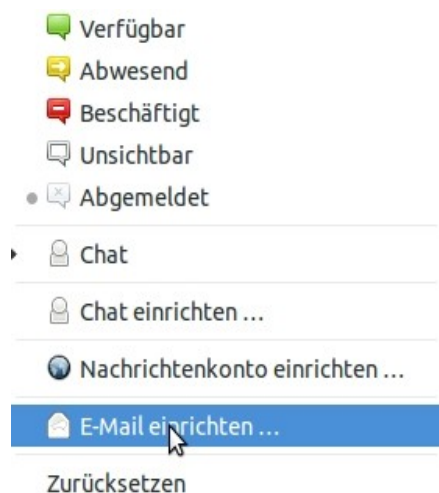 Verfügbar
Abwesend
Beschäftigt
Unsichtbar
Abgemeldet
Chat
Chat einrichten …
Nachrichtenkonto einrichten …
E-Mail einrichten …
Zurücksetzen